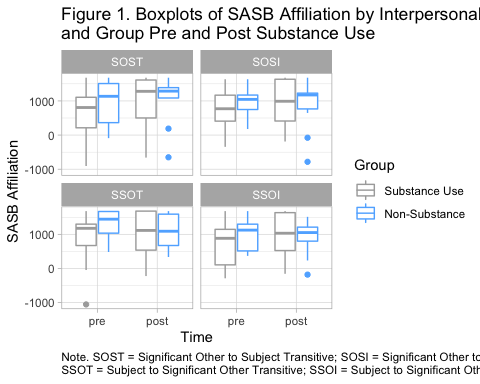 Figure 1. Boxplots of SASB Affiliation by Interpersonal
and Group Pre and Post Substance Use
SOST
SOSI
1000
0
-1000
SSOT
SSOI
1000
0
-1000
SASB Affiliation
pre
post
pre
post
Time
Group
Substance Use
Non-Substance
Note. SOST = Significant Other to Subject Transitive; SOSI = Significant Other to
SSOT = Subject to Significant Other Transitive; SSOI = Subject to Significant